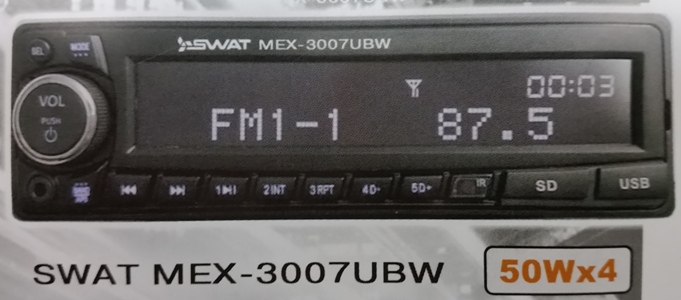 SWAT MEX-3007UBW
SEL MODE
00:03
VOL
PUSH
FM1-1 87.5
1 2INT 3RPT 4D- 5D+ IR SD USB
SWAT MEX-3007UBW 50Wx4